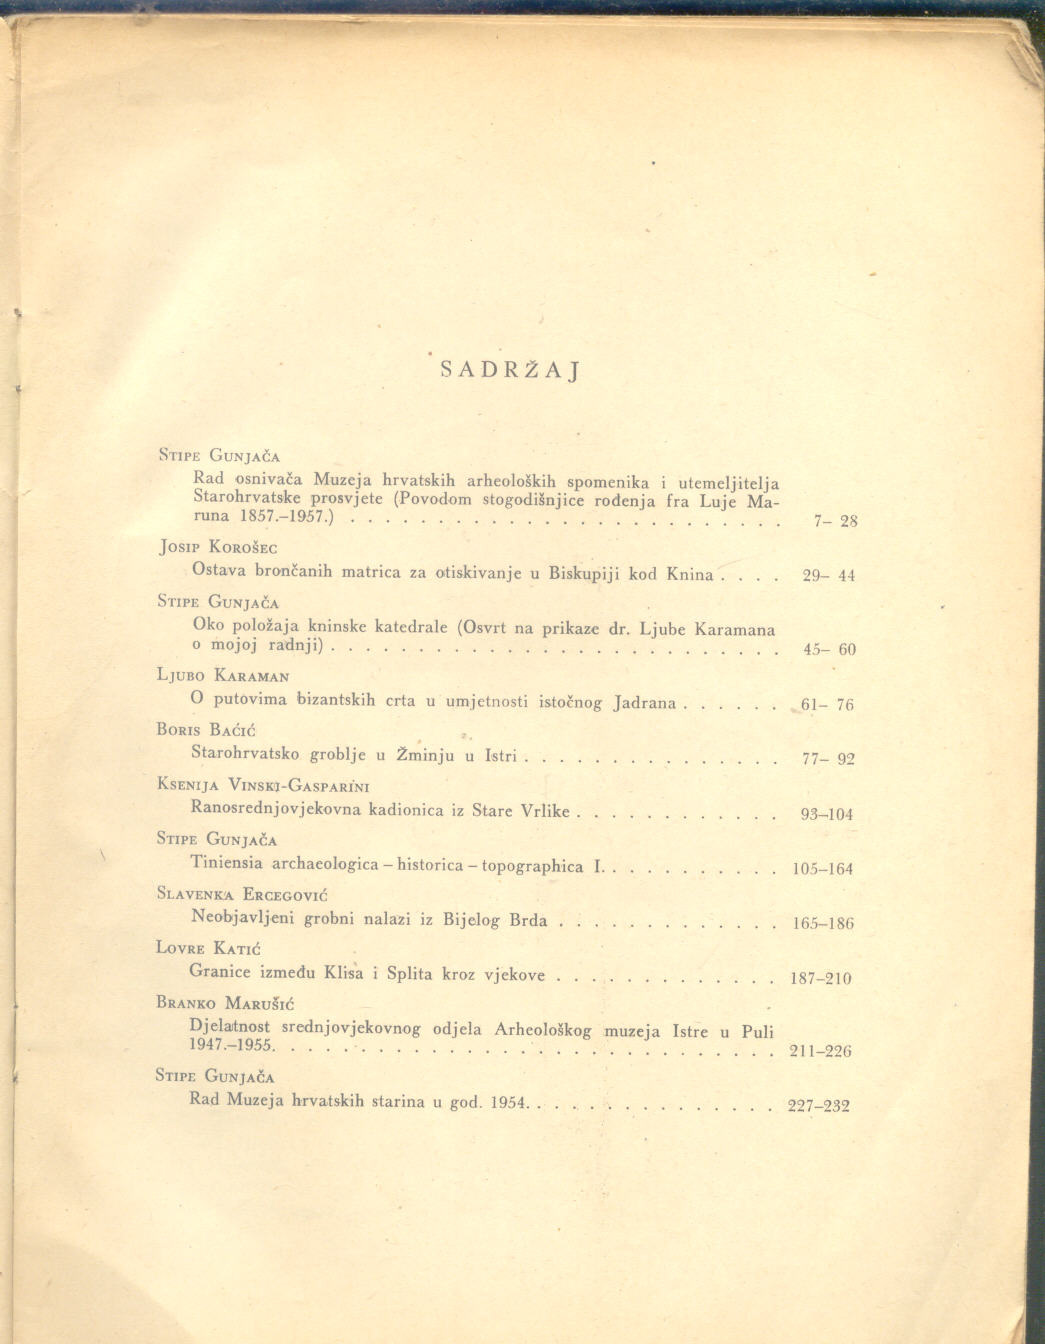 SADRŽAJ
Stipe Gunjača
Rad osnivača Muzeja hrvatskih arheoloških spomenika i utemeljitelja
Starohrvatske prosvjete (Povodom stogodišnjice rođenja fra Luje Ma-
runa 1857.–1957.) . . . . . . . . . . . . . . . . . . . . . . . . 7– 28
Josip Korošec
Ostava brončanih matrica za otiskivanje u Biskupiji kod Knina . . . . 29– 44
Stipe Gunjača
Oko položaja kninske katedrale (Osvrt na prikaze dr. Ljube Karamana
o mojoj radnji) . . . . . . . . . . . . . . . . . . . . . . . . . 45– 60
Ljubo Karaman
O putovima bizantskih crta u umjetnosti istočnog Jadrana . . . . . . 61– 76
Boris Baćić
Starohrvatsko groblje u Žminju u Istri . . . . . . . . . . . . . . . 77– 92
Ksenija Vinski-Gasparini
Ranosrednjovjekovna kadionica iz Stare Vrlike . . . . . . . . . . . . 93–104
Stipe Gunjača
Tiniensia archaeologica – historica – topographica I. . . . . . . . . . 105–164
Slavenka Ercegović
Neobjavljeni grobni nalazi iz Bijelog Brda . . . . . . . . . . . . . 165–186
Lovre Katić
Granice između Klisa i Splita kroz vjekove . . . . . . . . . . . . . 187–210
Branko Marušić
Djelatnost srednjovjekovnog odjela Arheološkog muzeja Istre u Puli
1947.–1955. . . . . . . . . . . . . . . . . . . . . . . . . . . . 211–226
Stipe Gunjača
Rad Muzeja hrvatskih starina u god. 1954. . . . . . . . . . . . . . . 227–232